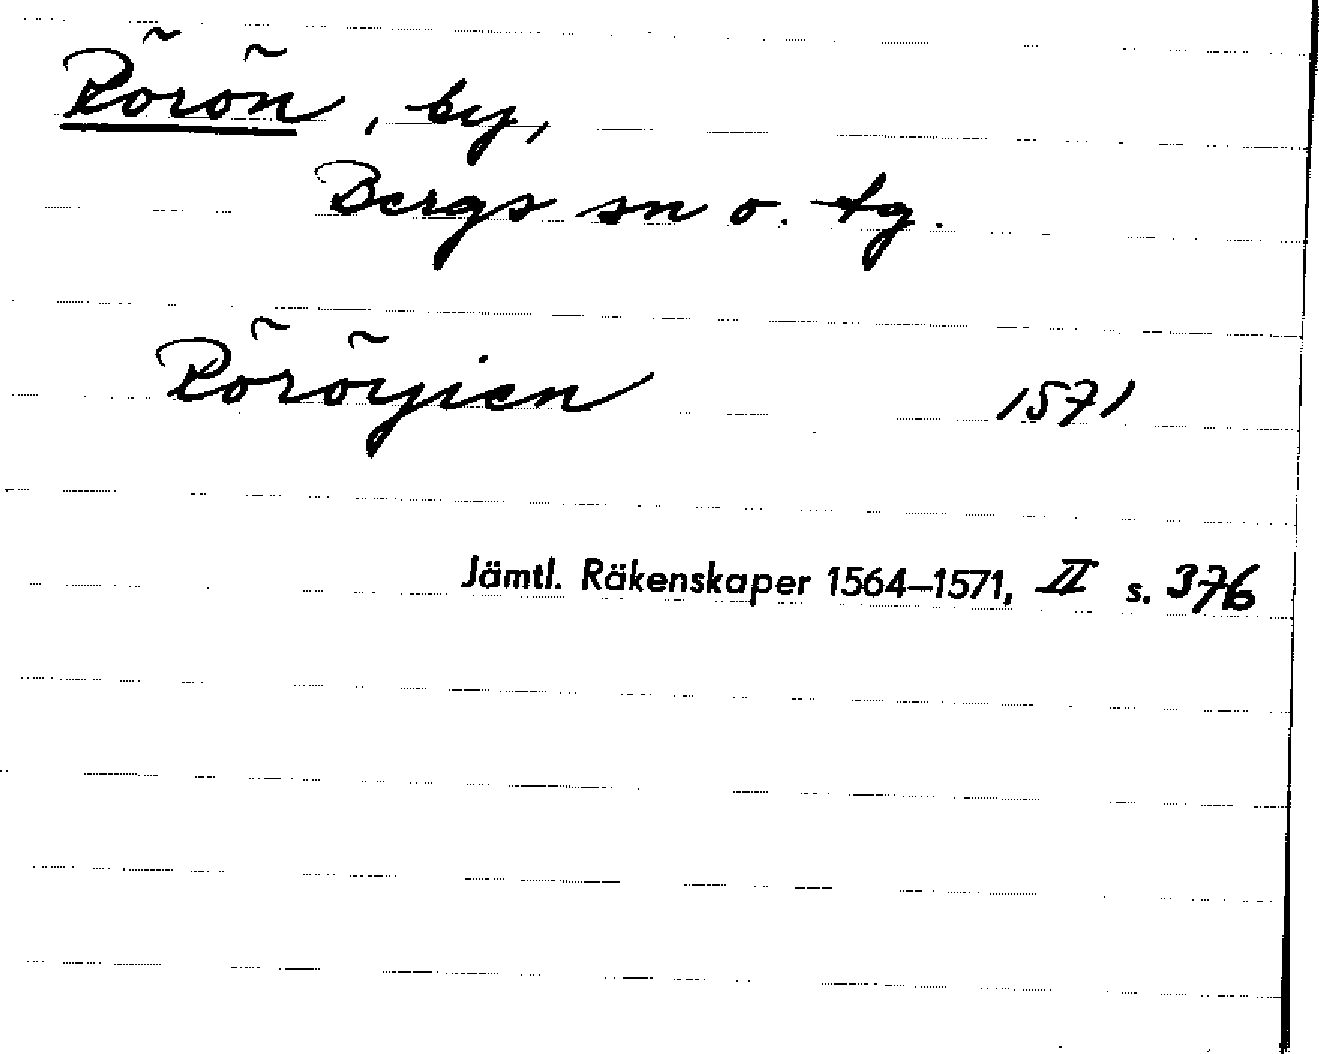 Rörön, by,
Bergs sn o. tg.
Röröyien 1571
Jämtl. Räkenskaper 1564–1571, II s. 376